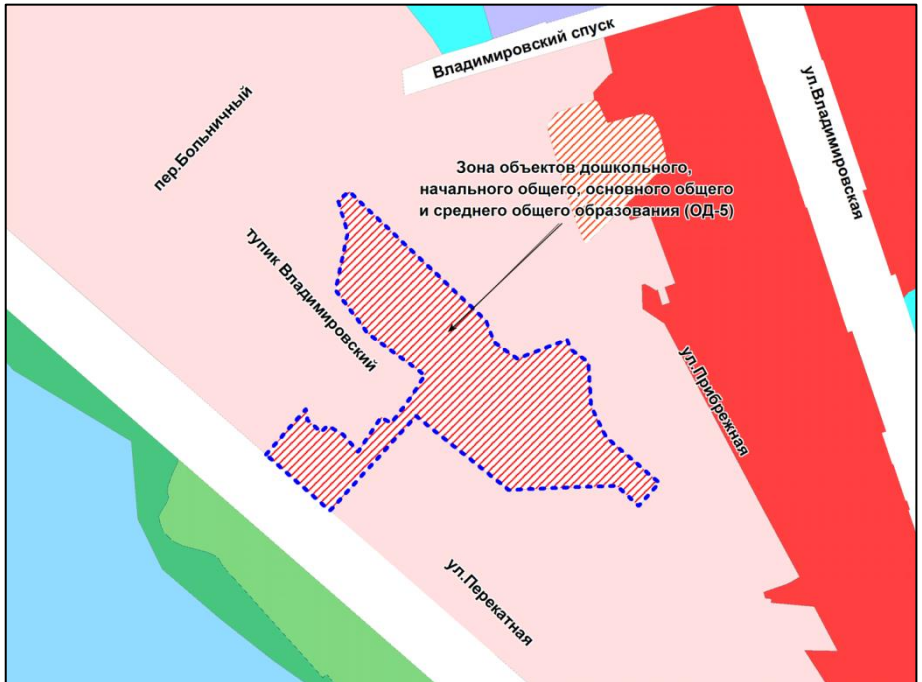 Владимировский спуск
ул.Владимировская
пер.Больничный
Зона объектов дошкольного,
начального общего, основного общего
и среднего общего образования (ОД-5)
тупик Владимировский
ул.Прибрежная
ул.Перекатная